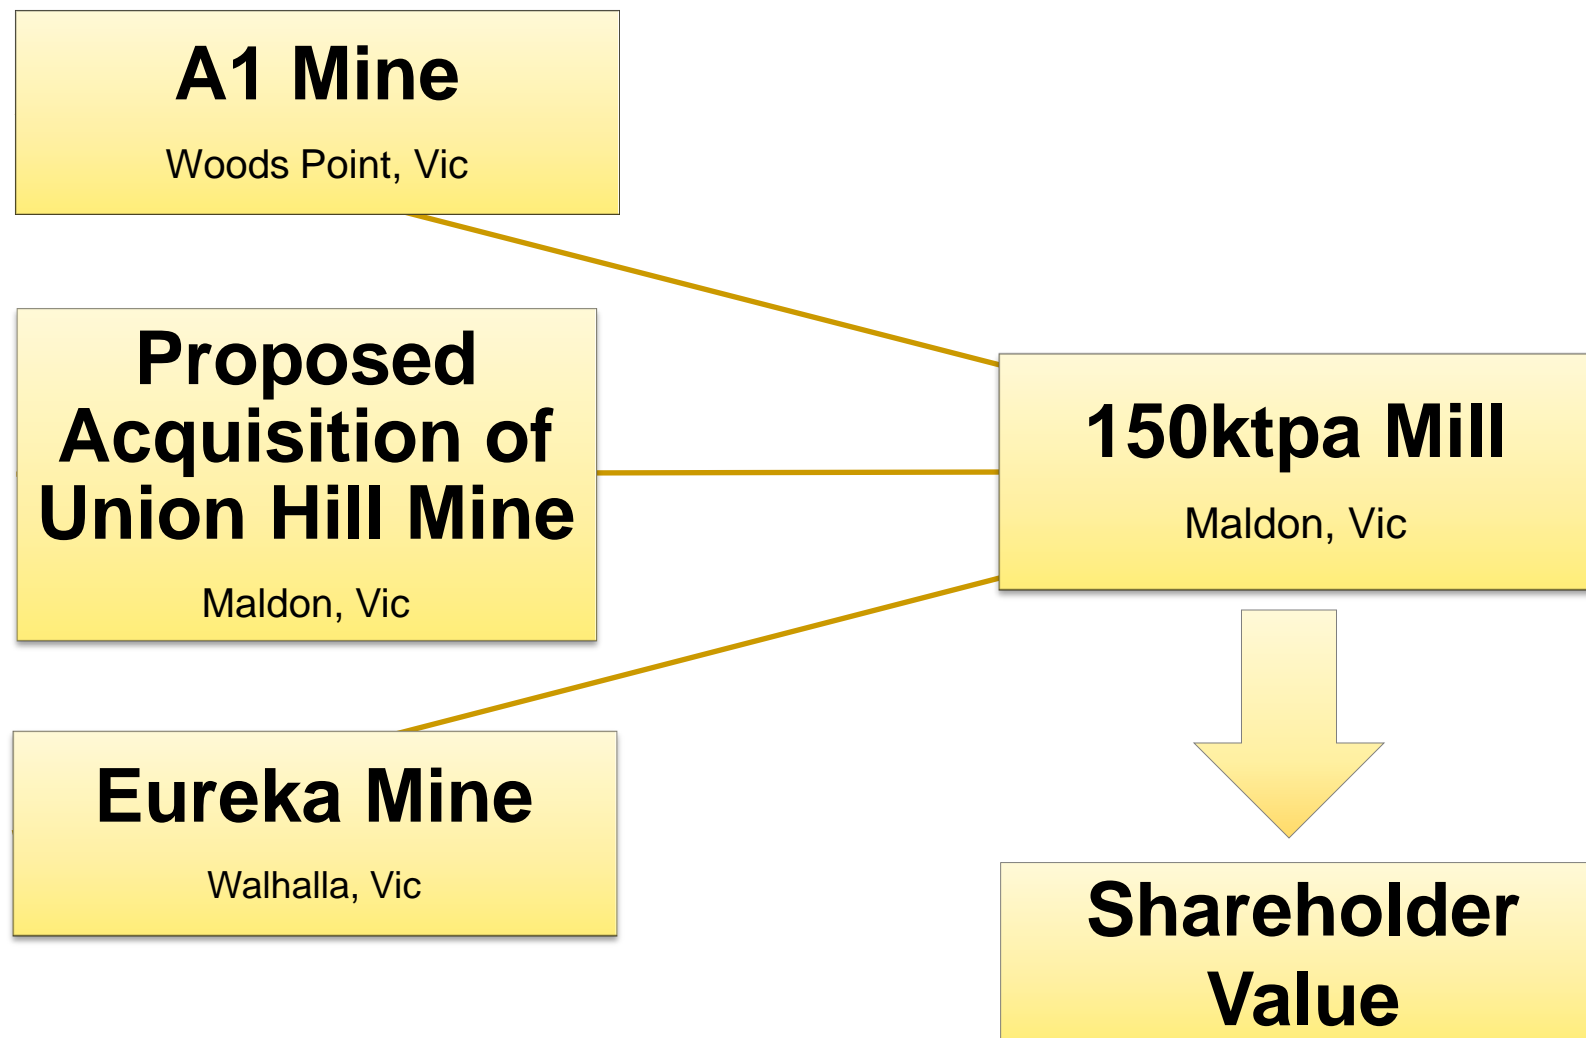 A1 Mine
Woods Point, Vic
Proposed
Acquisition of
Union Hill Mine
Maldon, Vic
Eureka Mine
Walhalla, Vic
150ktpa Mill
Maldon, Vic
Shareholder
Value